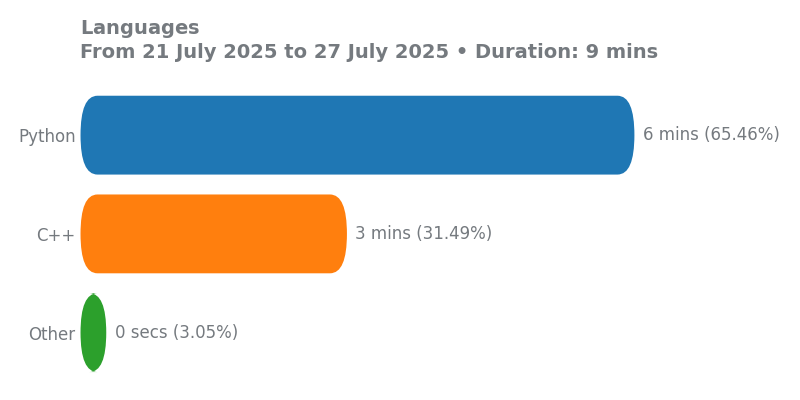 Languages
From 21 July 2025 to 27 July 2025 • Duration: 9 mins
Python 6 mins (65.46%)
C++ 3 mins (31.49%)
Other 0 secs (3.05%)